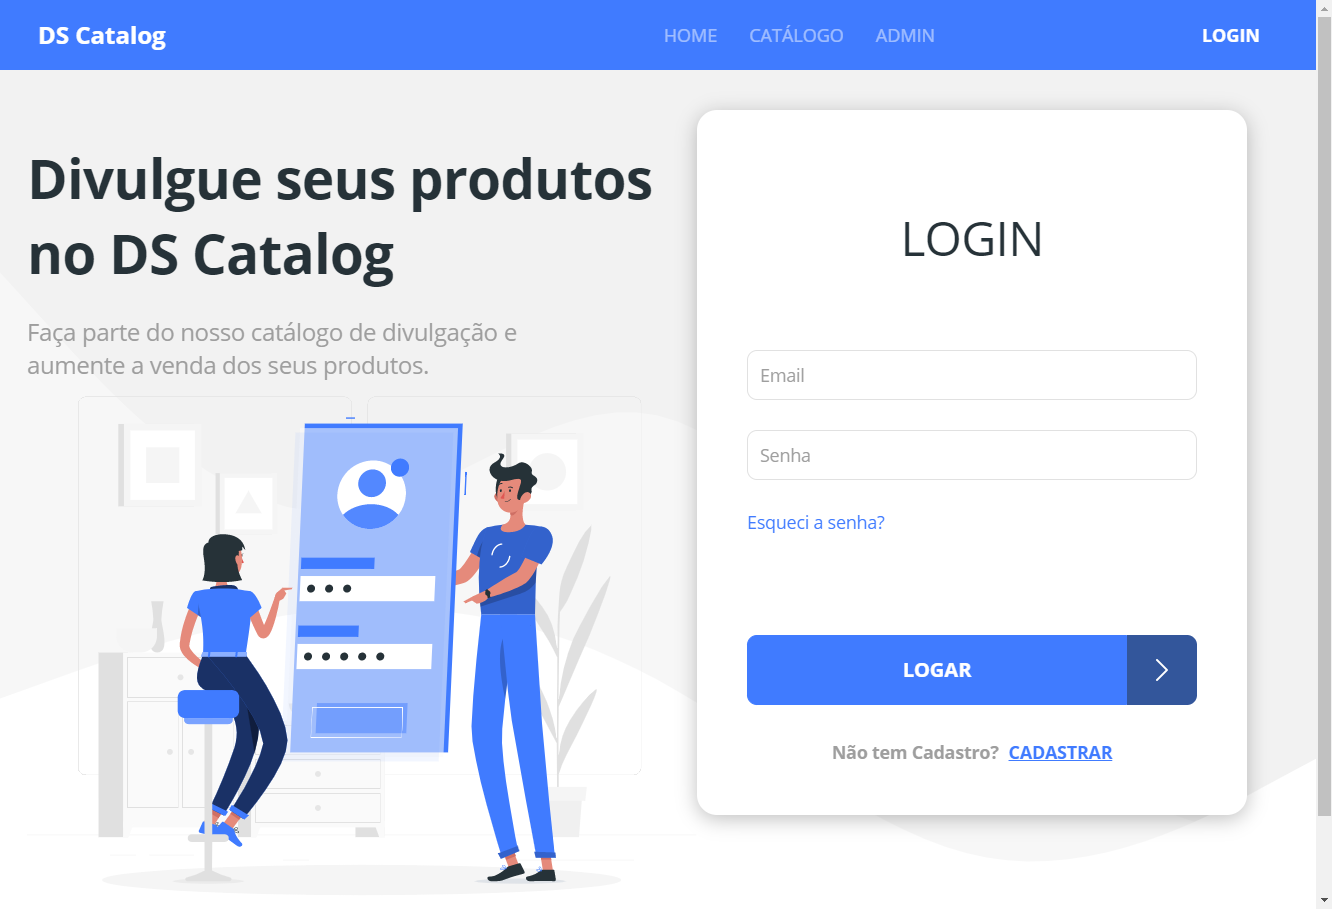 DS Catalog
HOME CATÁLOGO ADMIN
LOGIN
Divulgue seus produtos
no DS Catalog
Faça parte do nosso catálogo de divulgação e
aumente a venda dos seus produtos.
LOGIN
Email
Senha
Esqueci a senha?
LOGAR
Não tem Cadastro? CADASTRAR